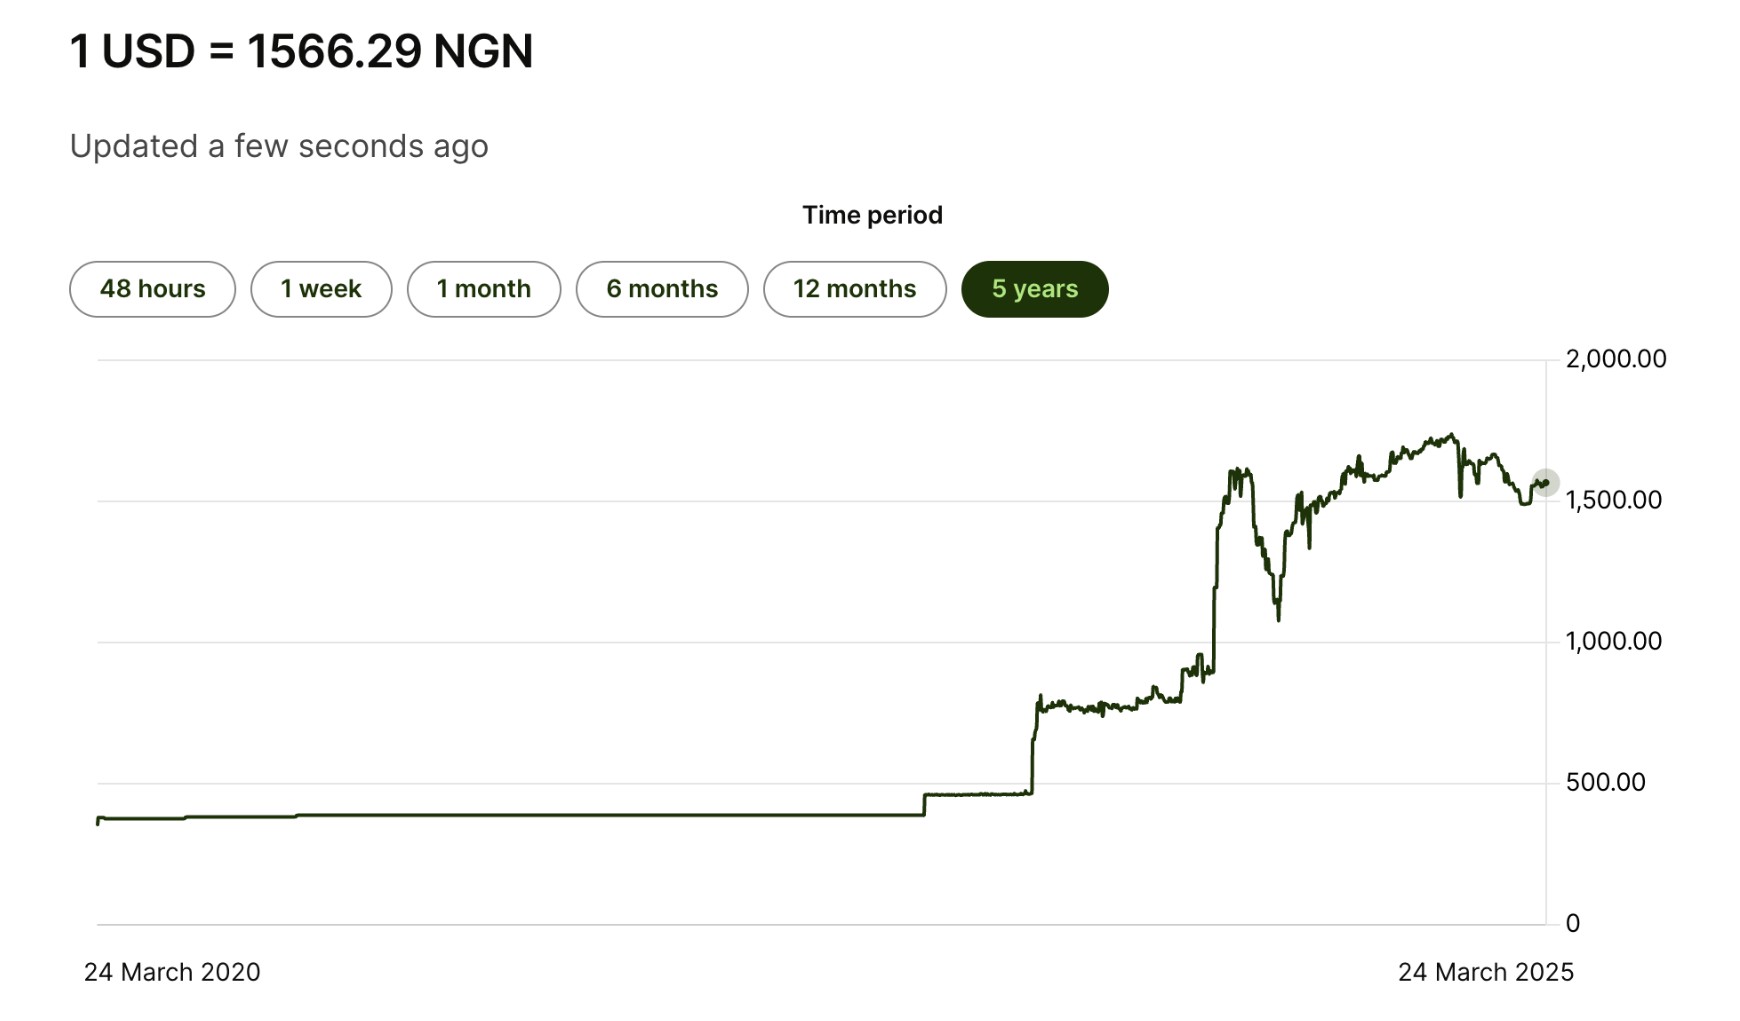 1 USD = 1566.29 NGN
Updated a few seconds ago
Time period
48 hours
1 week
1 month
6 months
12 months
5 years
2,000.00
1,500.00
1,000.00
500.00
0
24 March 2020
24 March 2025